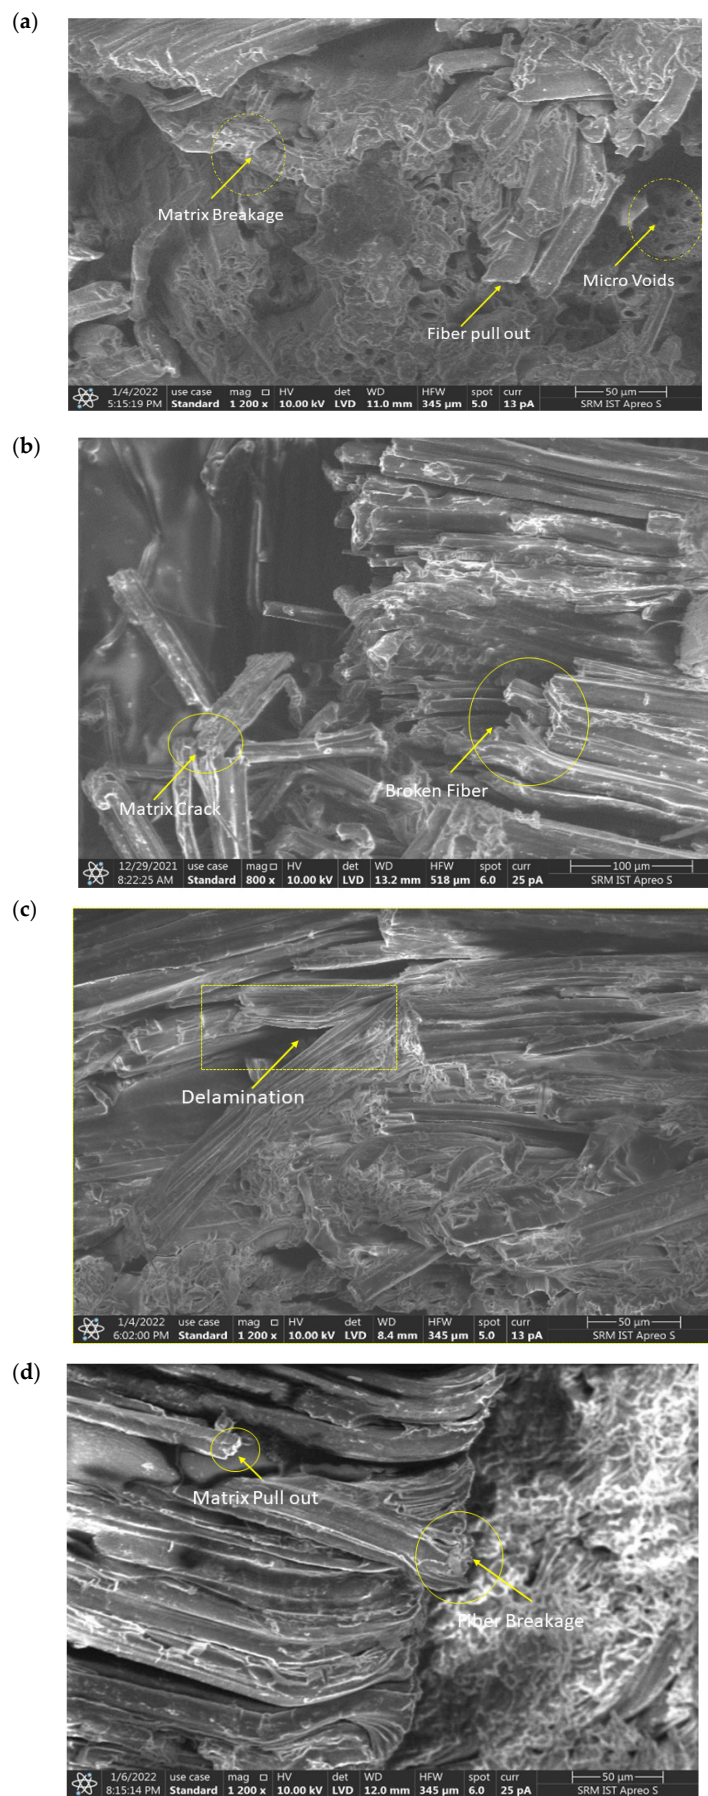 (a)
Matrix Breakage
Micro Voids
Fiber pull out
1/4/2022 use case mag HV det WD HFW spot curr 50 µm
5:15:19 PM Standard 1 200 x 10.00 kV LVD 11.0 mm 345 µm 5.0 13 pA SRM IST Apreo S
(b)
Matrix Crack
Broken Fiber
12/29/2021 use case mag HV det WD HFW spot curr 100 µm
8:22:25 AM Standard 800 x 10.00 kV LVD 13.2 mm 518 µm 6.0 25 pA SRM IST Apreo S
(c)
Delamination
1/4/2022 use case mag HV det WD HFW spot curr 50 µm
6:02:00 PM Standard 1 200 x 10.00 kV LVD 8.4 mm 345 µm 5.0 13 pA SRM IST Apreo S
(d)
Matrix Pull out
Fiber Breakage
1/6/2022 use case mag HV det WD HFW spot curr 50 µm
8:15:14 PM Standard 1 200 x 10.00 kV LVD 12.0 mm 345 µm 6.0 25 pA SRM IST Apreo S